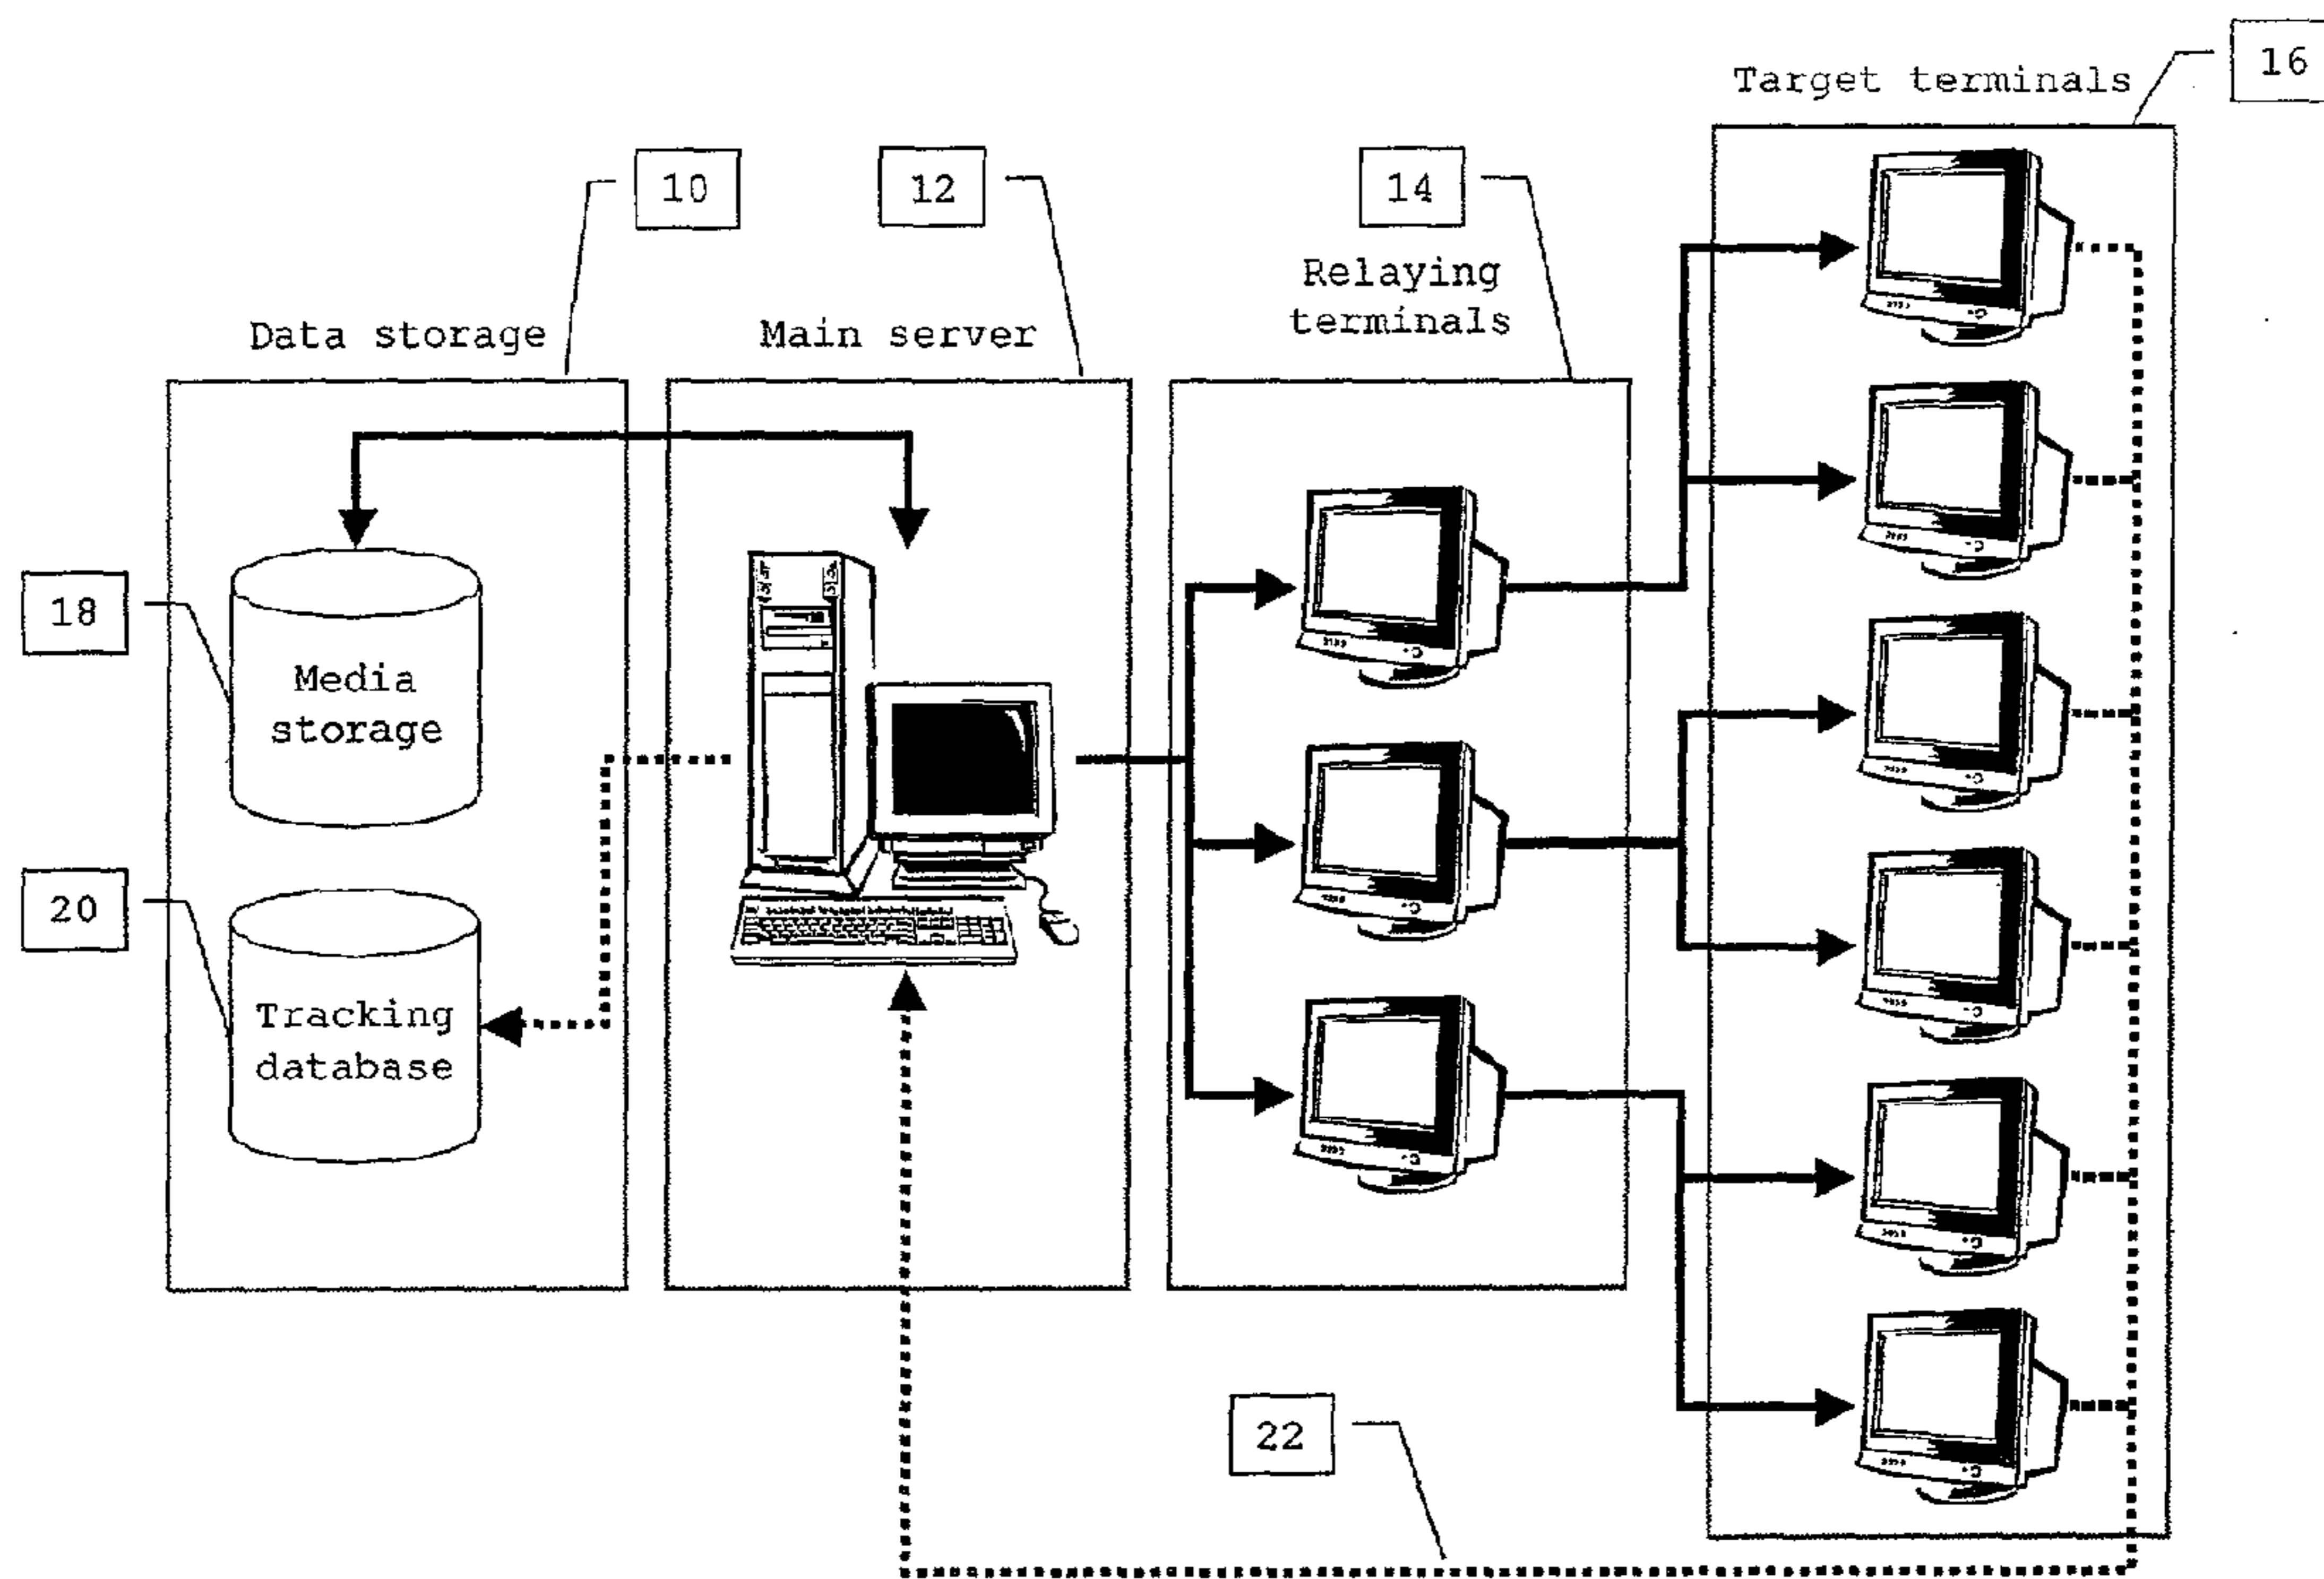 16
Target terminals
10
12
14
Relaying
terminals
Data storage
Main server
18
Media
storage
20
Tracking
database
22